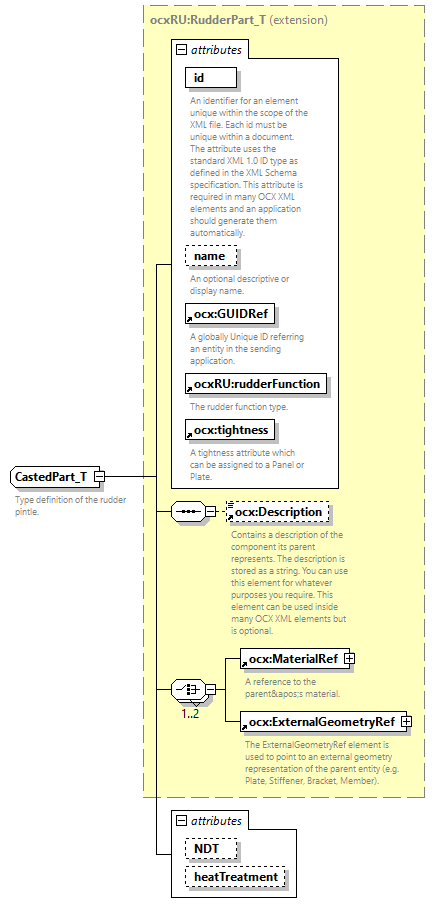 ocxRU:RudderPart_T (extension)
attributes
id
An identifier for an element
unique within the scope of the
XML file. Each id must be
unique within a document.
The attribute uses the
standard XML 1.0 ID type as
defined in the XML Schema
specification. This attribute is
required in many OCX XML
elements and an application
should generate them
automatically.
name
An optional descriptive or
display name.
ocx:GUIDRef
A globally Unique ID referring
an entity in the sending
application.
ocxRU:rudderFunction
The rudder function type.
ocx:tightness
A tightness attribute which
can be assigned to a Panel or
Plate.
CastedPart_T
Type definition of the rudder
pintle.
ocx:Description
Contains a description of the
component its parent
represents. The description is
stored as a string. You can use
this element for whatever
purposes you require. This
element can be used inside
many OCX XML elements but
is optional.
ocx:MaterialRef
A reference to the
parent&apos;s material.
1..2
ocx:ExternalGeometryRef
The ExternalGeometryRef element is
used to point to an external geometry
representation of the parent entity (e.g.
Plate, Stiffener, Bracket, Member).
attributes
NDT
heatTreatment